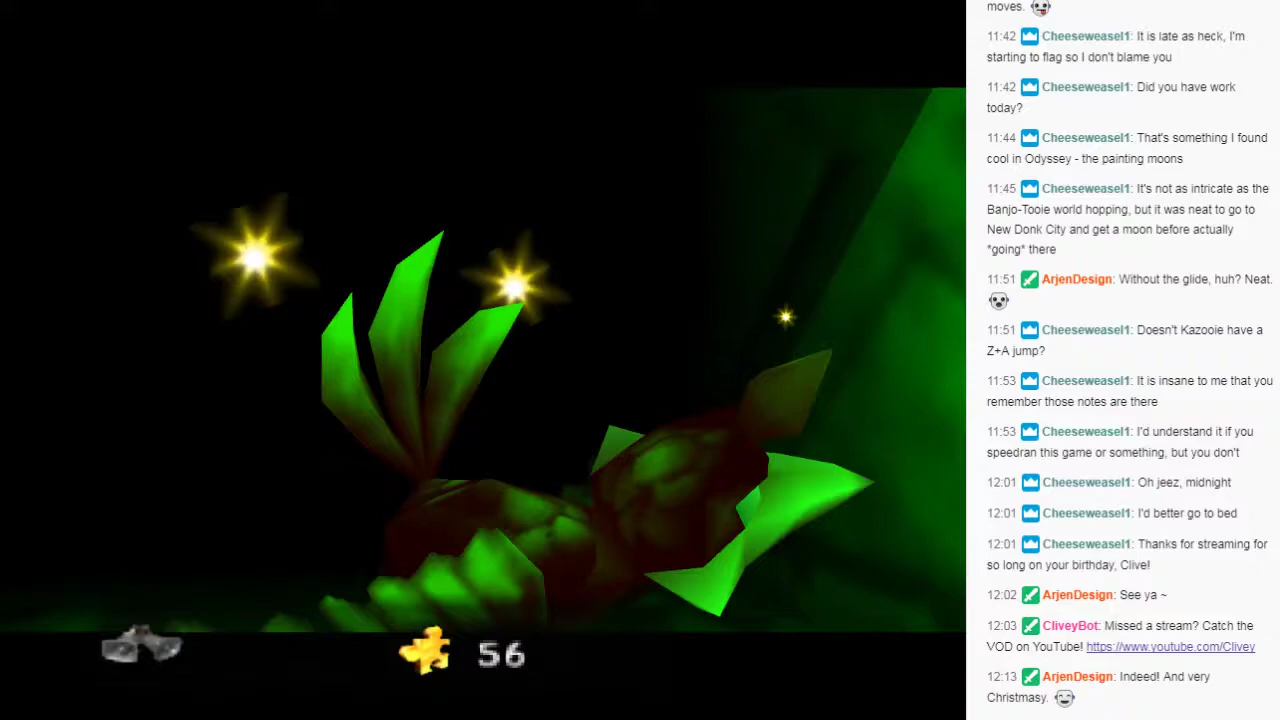 moves.
11:42 Cheeseweasel1: It is late as heck, I'm
starting to flag so I don't blame you
11:42 Cheeseweasel1: Did you have work
today?
11:44 Cheeseweasel1: That's something I found
cool in Odyssey - the painting moons
11:45 Cheeseweasel1: It's not as intricate as the
Banjo-Tooie world hopping, but it was neat to go to
New Donk City and get a moon before actually
*going* there
11:51 ArjenDesign: Without the glide, huh? Neat.
11:51 Cheeseweasel1: Doesn't Kazooie have a
Z+A jump?
11:53 Cheeseweasel1: It is insane to me that you
remember those notes are there
11:53 Cheeseweasel1: I'd understand it if you
speedran this game or something, but you don't
12:01 Cheeseweasel1: Oh jeez, midnight
12:01 Cheeseweasel1: I'd better go to bed
12:01 Cheeseweasel1: Thanks for streaming for
so long on your birthday, Clive!
12:02 ArjenDesign: See ya ~
12:03 CliveyBot: Missed a stream? Catch the
VOD on YouTube! https://www.youtube.com/Clivey
12:13 ArjenDesign: Indeed! And very
Christmasy.
56